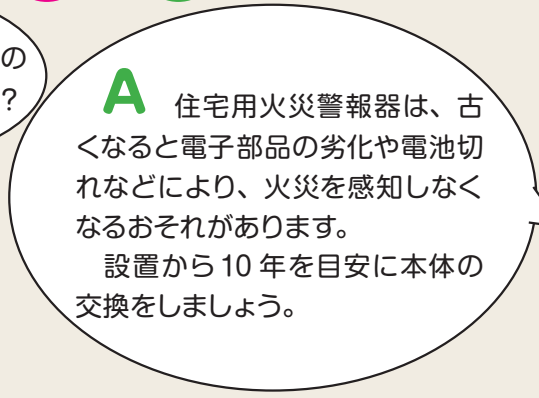 の
?
A 住宅用火災警報器は、古
くなると電子部品の劣化や電池切
れなどにより、火災を感知しなく
なるおそれがあります。
設置から10年を目安に本体の
交換をしましょう。